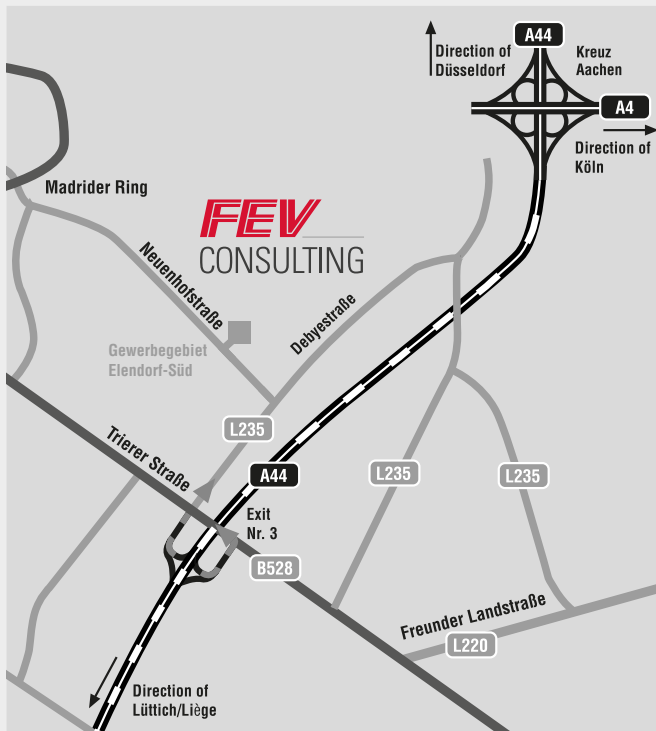 A44
Direction of
Düsseldorf
Kreuz
Aachen
A4
Direction of
Köln
Madrider Ring
FEV
CONSULTING
Neuenhofstraße
Debyestraße
Gewerbegebiet
Elendorf-Süd
L235
Trierer Straße
A44
L235
L235
Exit
Nr. 3
B528
Freunder Landstraße
L220
Direction of
Lüttich/Liège